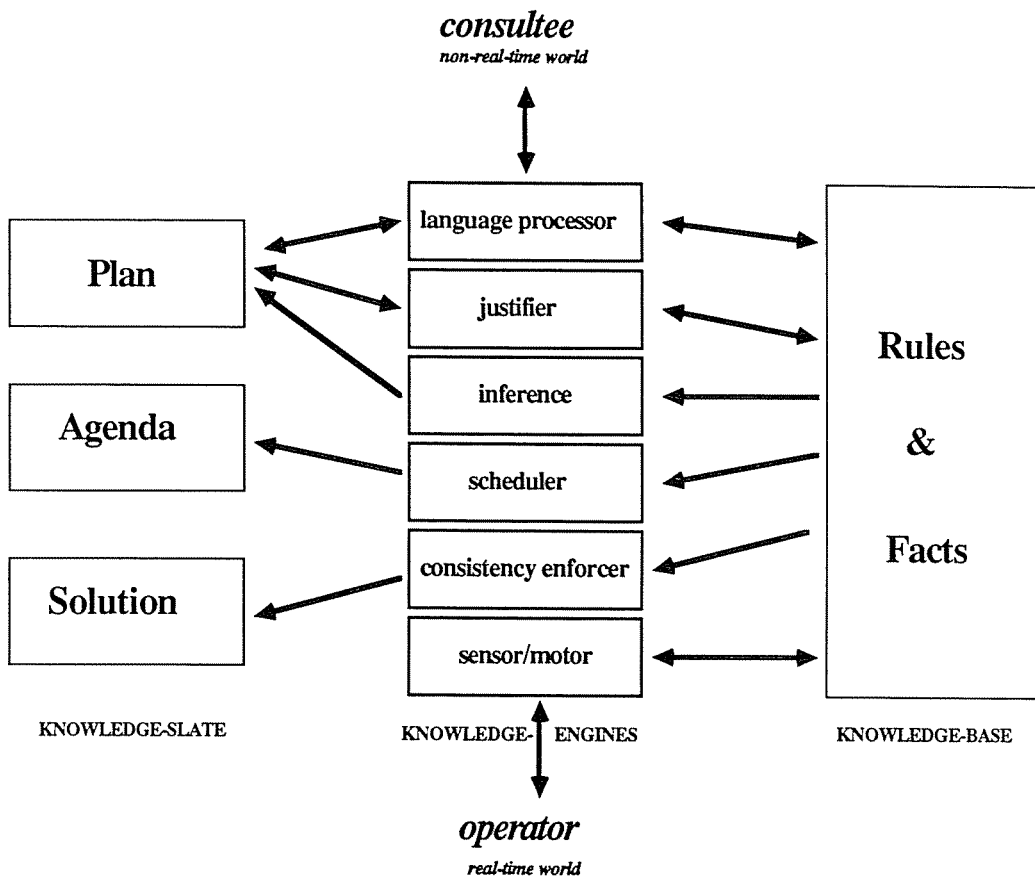 consultee
non-real-time world
language processor
Plan
justifier
Rules
inference
Agenda
&
scheduler
Facts
consistency enforcer
Solution
sensor/motor
KNOWLEDGE-SLATE
KNOWLEDGE- ENGINES
KNOWLEDGE-BASE
operator
real-time world